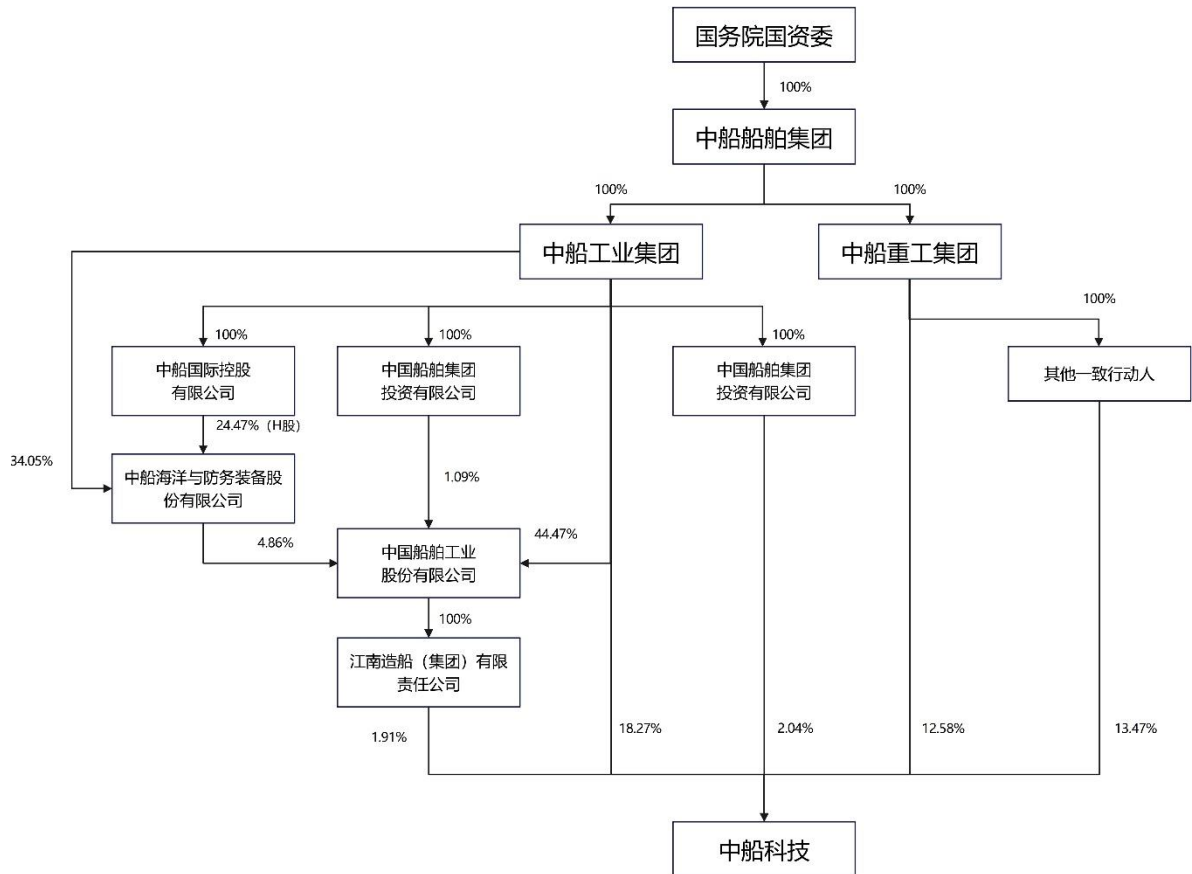 国务院国资委
100%
中船船舶集团
100%
100%
中船工业集团
中船重工集团
100%
100%
100%
100%
中船国际控股
有限公司
中国船舶集团
投资有限公司
中国船舶集团
投资有限公司
其他一致行动人
24.47%（H股）
34.05%
中船海洋与防务装备股
份有限公司
1.09%
4.86%
44.47%
中国船舶工业
股份有限公司
100%
江南造船（集团）有限
责任公司
1.91%
18.27%
2.04%
12.58%
13.47%
中船科技